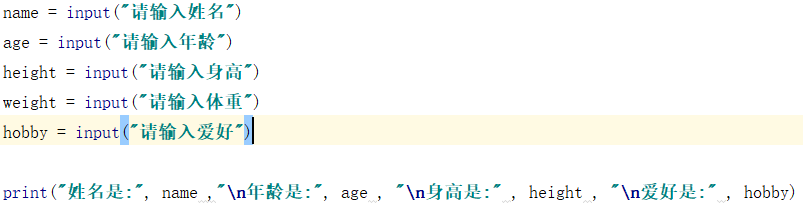 name = input("请输入姓名")
age = input("请输入年龄")
height = input("请输入身高")
weight = input("请输入体重")
hobby = input("请输入爱好")
print("姓名是:", name ,"\n年龄是:", age , "\n身高是:" , height , "\n爱好是:" , hobby)